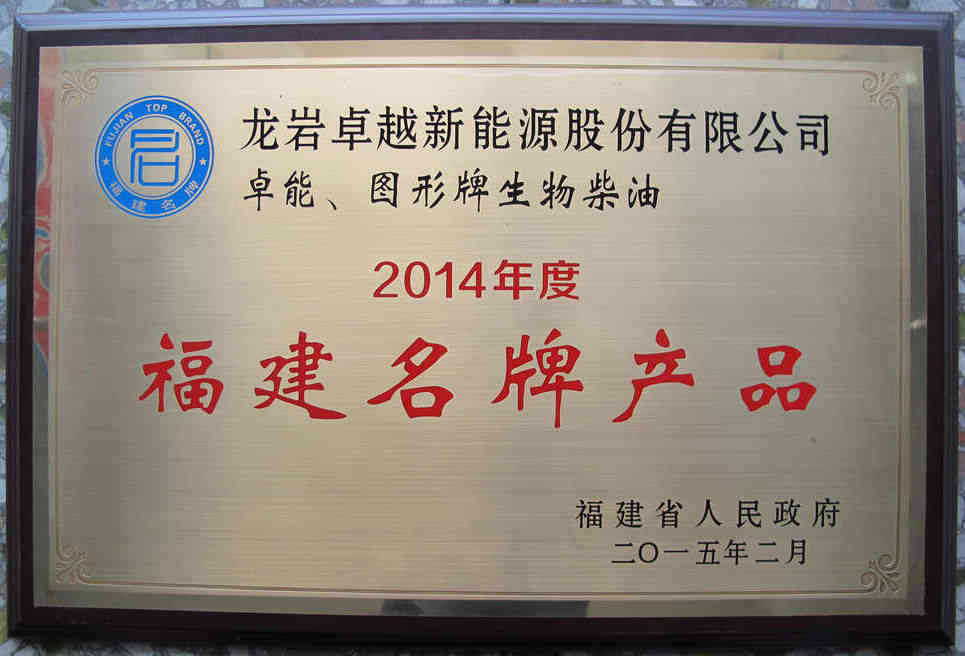 FUJIAN TOP BRAND
福建名牌
龙岩卓越新能源股份有限公司
卓能、图形牌生物柴油
2014年度
福建名牌产品
福建省人民政府
二〇一五年二月